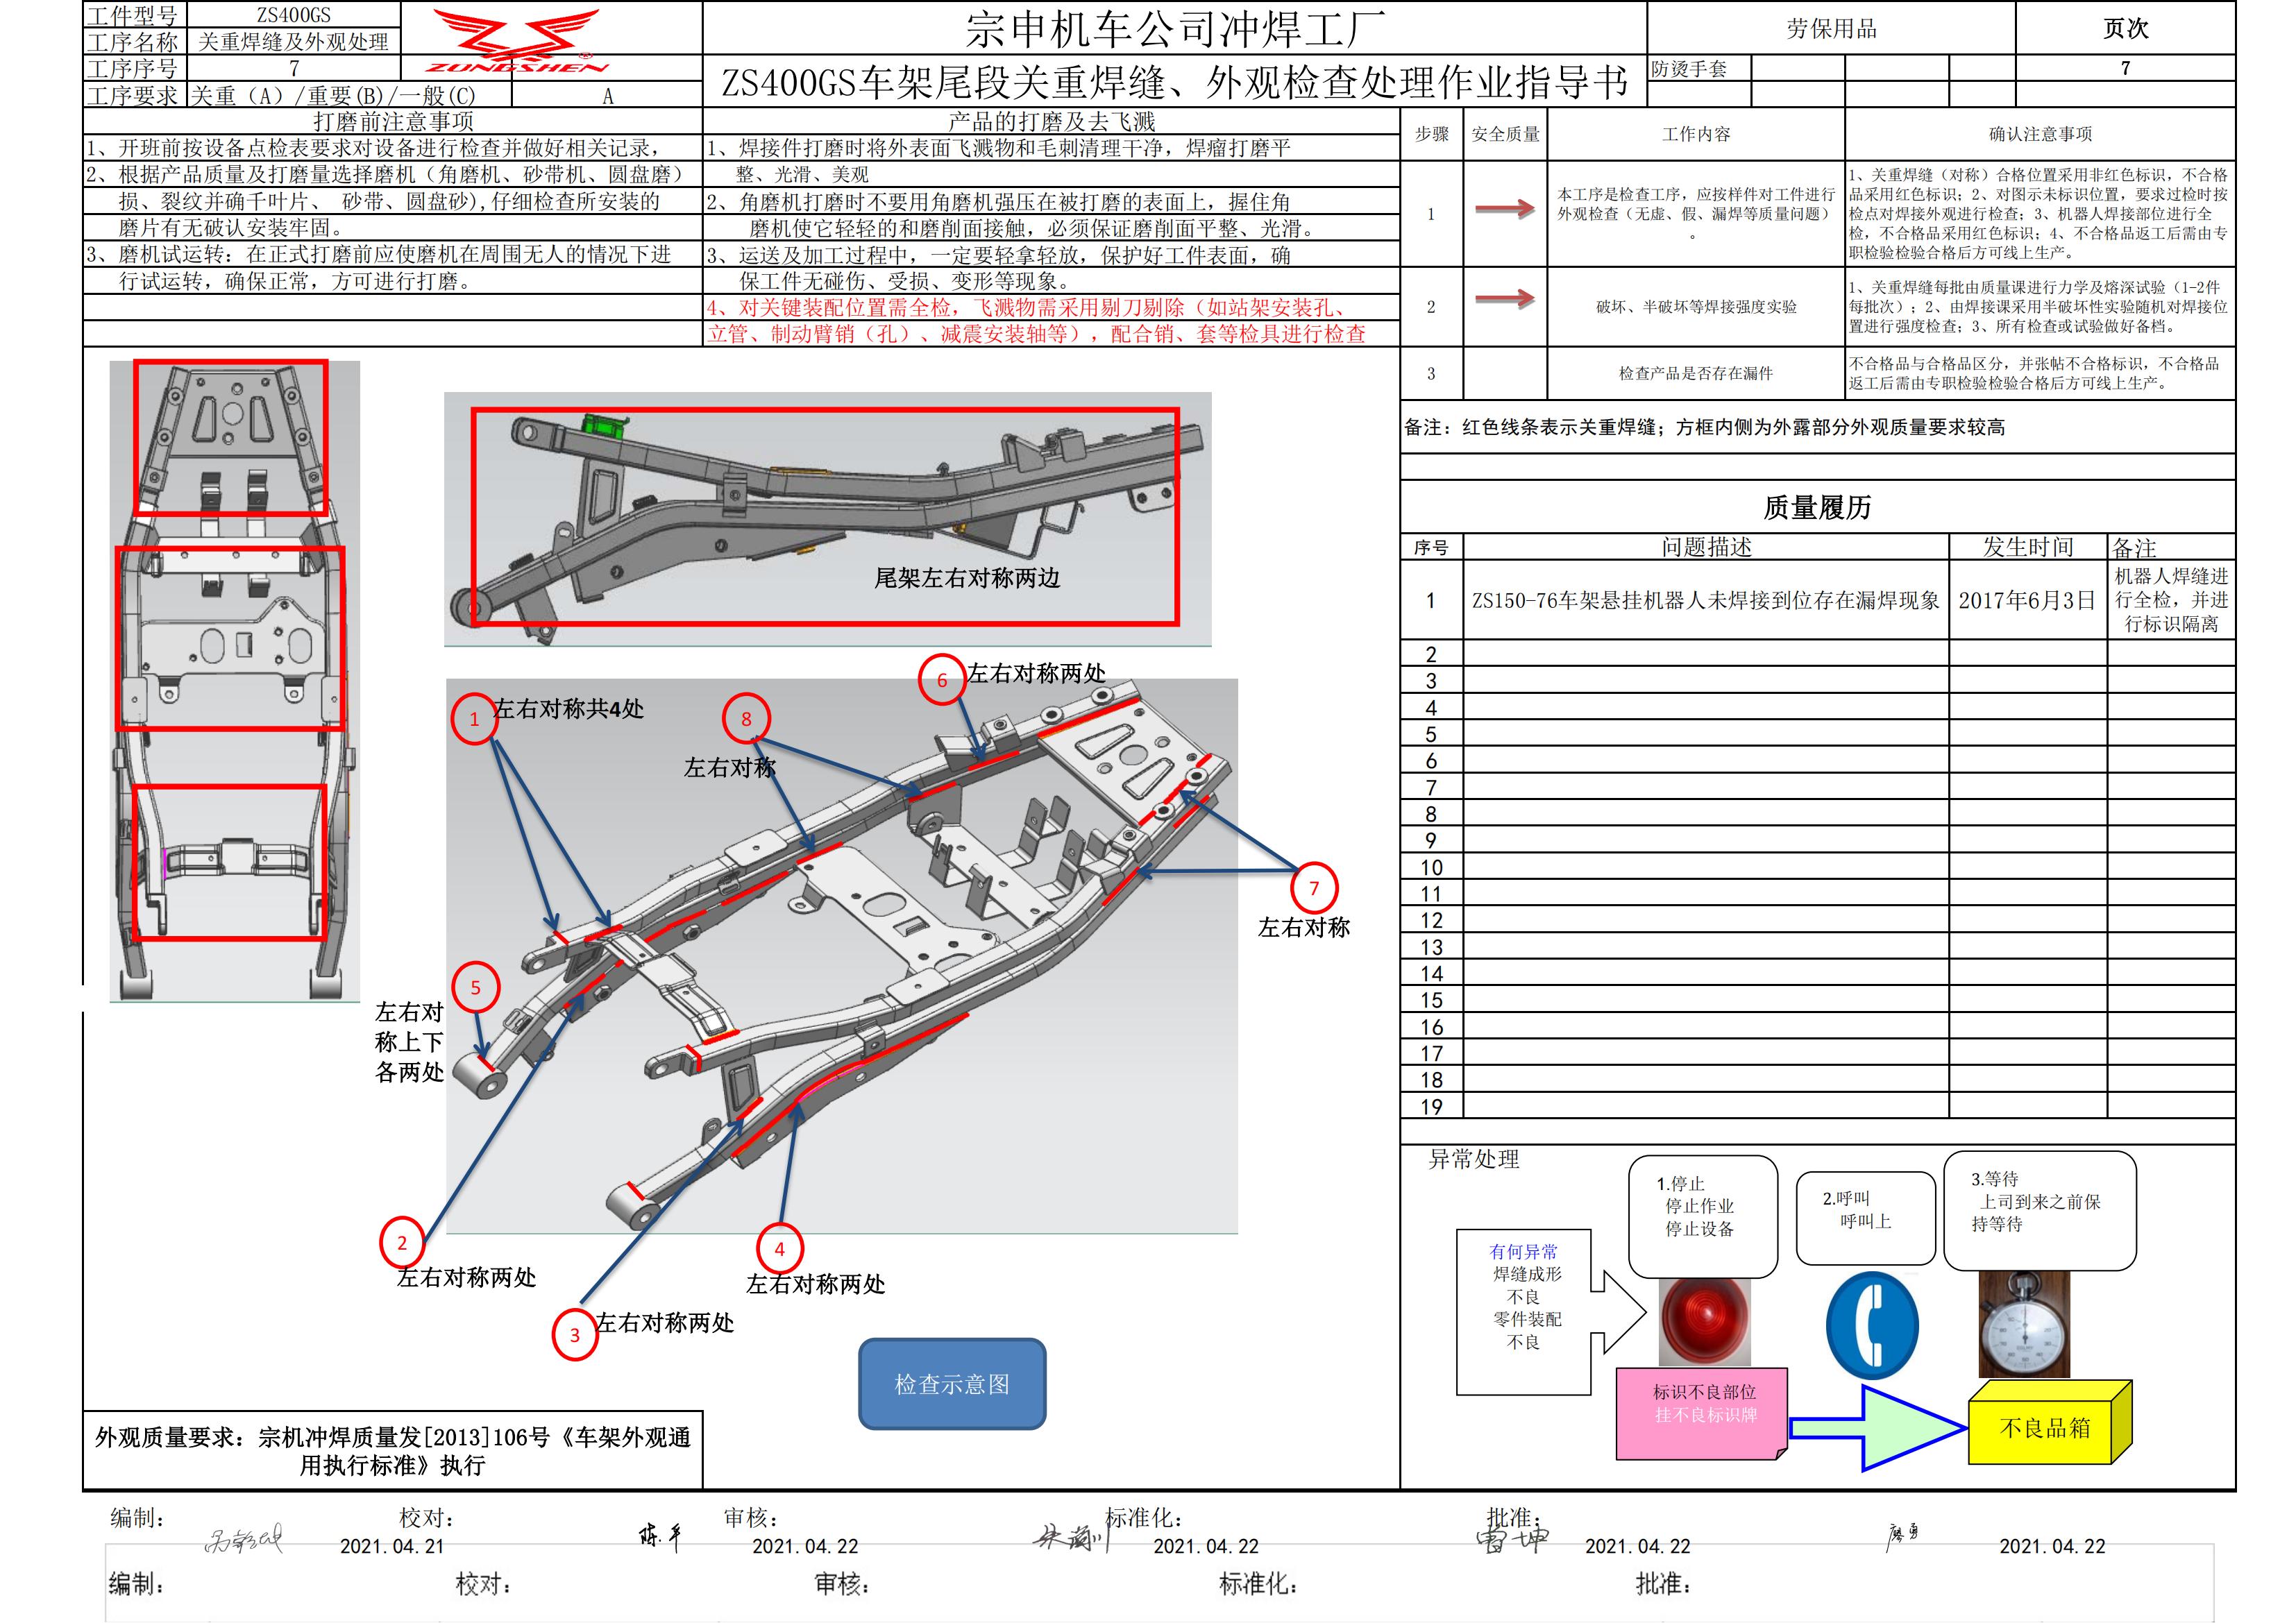 工件型号 ZS400GS
工序名称 关重焊缝及外观处理
工序序号 7
工序要求 关重（A）/重要(B)/一般(C) A
ZONGSHEN ®
宗申机车公司冲焊工厂
ZS400GS车架尾段关重焊缝、外观检查处理作业指导书
劳保用品 页次
防烫手套 7
打磨前注意事项
1、开班前按设备点检表要求对设备进行检查并做好相关记录，
2、根据产品质量及打磨量选择磨机（角磨机、砂带机、圆盘磨）
损、裂纹并确千叶片、 砂带、圆盘砂),仔细检查所安装的
磨片有无破认安装牢固。
3、磨机试运转：在正式打磨前应使磨机在周围无人的情况下进
行试运转，确保正常，方可进行打磨。
产品的打磨及去飞溅
1、焊接件打磨时将外表面飞溅物和毛刺清理干净，焊瘤打磨平
整、光滑、美观
2、角磨机打磨时不要用角磨机强压在被打磨的表面上，握住角
磨机使它轻轻的和磨削面接触，必须保证磨削面平整、光滑。
3、运送及加工过程中，一定要轻拿轻放，保护好工件表面，确
保工件无碰伤、受损、变形等现象。
4、对关键装配位置需全检，飞溅物需采用剔刀剔除（如站架安装孔、
立管、制动臂销（孔）、减震安装轴等），配合销、套等检具进行检查
步骤 安全质量 工作内容 确认注意事项
1
本工序是检查工序，应按样件对工件进行
外观检查（无虚、假、漏焊等质量问题）
。
1、关重焊缝（对称）合格位置采用非红色标识，不合格
品采用红色标识；2、对图示未标识位置，要求过检时按
检点对焊接外观进行检查；3、机器人焊接部位进行全
检，不合格品采用红色标识；4、不合格品返工后需由专
职检验检验合格后方可线上生产。
2
破坏、半破坏等焊接强度实验
1、关重焊缝每批由质量课进行力学及熔深试验（1-2件
每批次）；2、由焊接课采用半破坏性实验随机对焊接位
置进行强度检查；3、所有检查或试验做好备档。
3
检查产品是否存在漏件
不合格品与合格品区分，并张帖不合格标识，不合格品
返工后需由专职检验检验合格后方可线上生产。
备注：红色线条表示关重焊缝；方框内侧为外露部分外观质量要求较高
质量履历
序号 问题描述 发生时间 备注
1 ZS150-76车架悬挂机器人未焊接到位存在漏焊现象 2017年6月3日
机器人焊缝进
行全检，并进
行标识隔离
2
3
4
5
6
7
8
9
10
11
12
13
14
15
16
17
18
19
尾架左右对称两边
6 左右对称两处
1 左右对称共4处
8
左右对称
7
左右对称
5
左右对
称上下
各两处
2
左右对称两处
4
左右对称两处
3 左右对称两处
检查示意图
异常处理
有何异常
焊缝成形
不良
零件装配
不良
1.停止
停止作业
停止设备
2.呼叫
呼叫上
3.等待
上司到来之前保
持等待
标识不良部位
挂不良标识牌
不良品箱
外观质量要求：宗机冲焊质量发[2013]106号《车架外观通
用执行标准》执行
编制： 校对： 审核： 标准化： 批准：
2021.04.21 陈平 2021.04.22 2021.04.22 雷坤 2021.04.22 廖勇 2021.04.22
编制： 校对： 审核： 标准化： 批准：